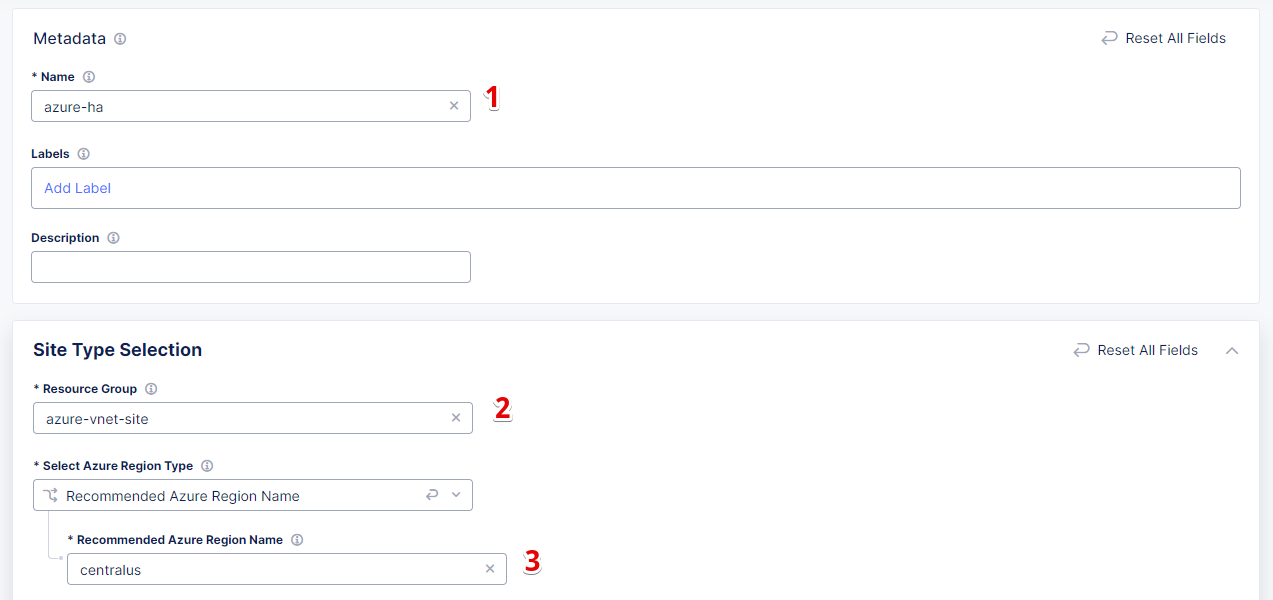 Metadata
Reset All Fields
* Name
azure-ha
1
Labels
Add Label
Description
Site Type Selection
Reset All Fields
* Resource Group
azure-vnet-site
2
* Select Azure Region Type
Recommended Azure Region Name
* Recommended Azure Region Name
centralus
3